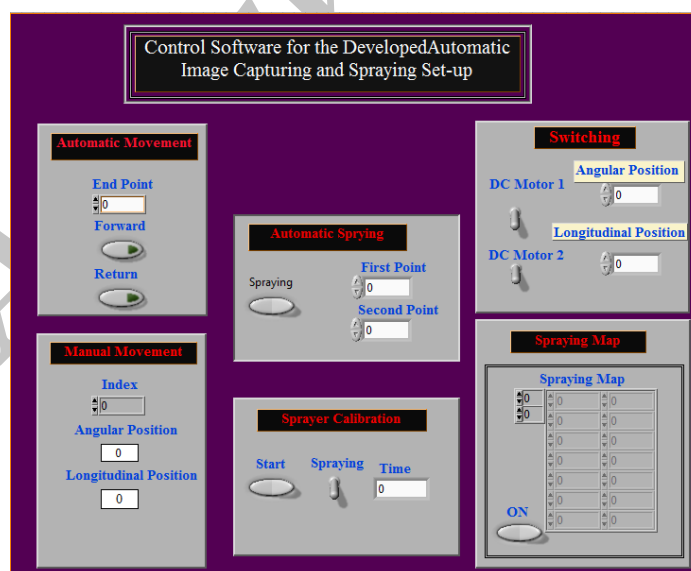 Control Software for the DevelopedAutomatic
Image Capturing and Spraying Set-up
Automatic Movement
End Point
0
Forward
Return
Manual Movement
Index
0
Angular Position
0
Longitudinal Position
0
Automatic Sprying
Spraying
First Point
0
Second Point
0
Sprayer Calibration
Start
Spraying
Time
0
Switching
DC Motor 1
Angular Position
0
Longitudinal Position
DC Motor 2
0
Spraying Map
Spraying Map
0
0
0 0
0 0
0 0
0 0
0 0
0 0
0 0
ON